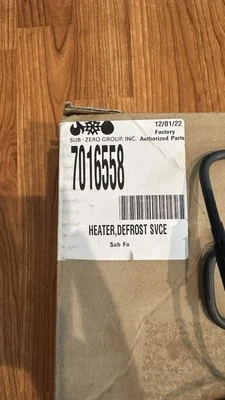 12/01/22
SUB-ZERO GROUP, INC.
Factory
Authorized Parts
7016558
HEATER,DEFROST SVCE
Sub Fo